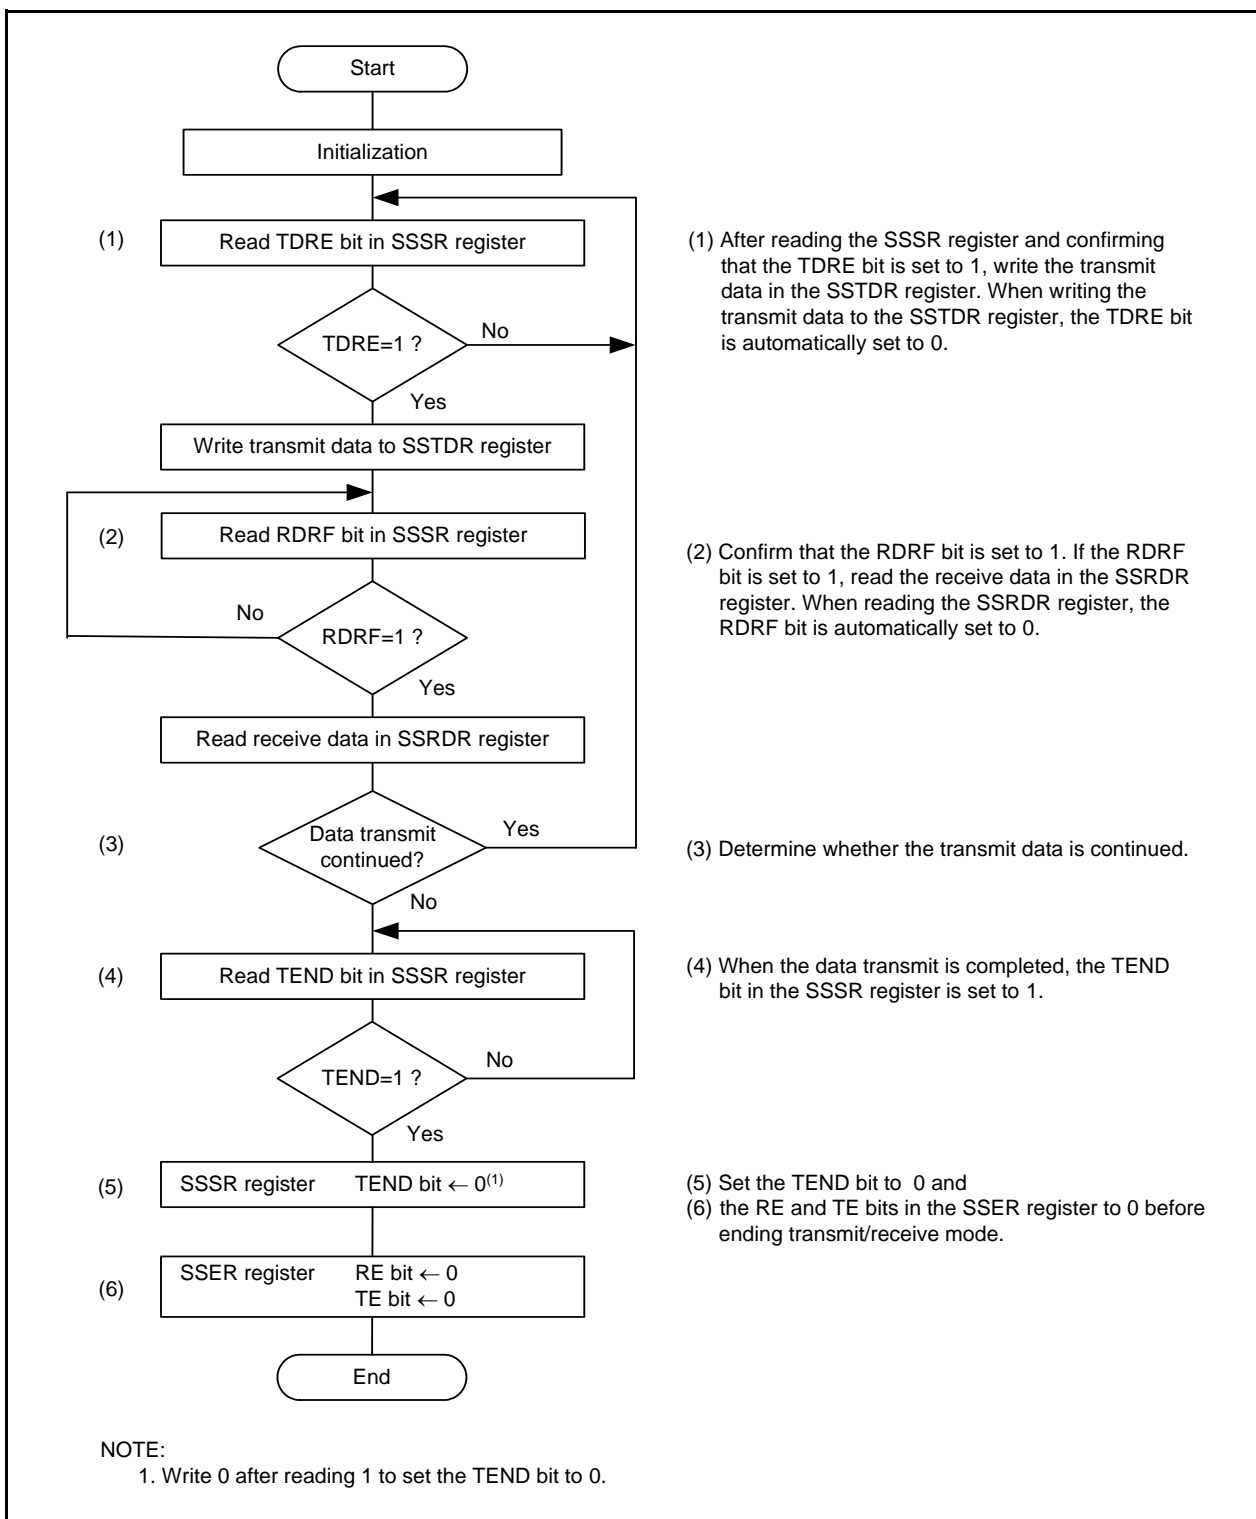 Start
Initialization
(1)
Read TDRE bit in SSSR register
TDRE=1 ?
No
Yes
Write transmit data to SSTDR register
(2)
Read RDRF bit in SSSR register
No
RDRF=1 ?
Yes
Read receive data in SSRDR register
(3)
Data transmit
continued?
Yes
No
(4)
Read TEND bit in SSSR register
TEND=1 ?
No
Yes
(5)
SSSR register TEND bit ← 0(1)
(6)
SSER register RE bit ← 0
TE bit ← 0
End
(1) After reading the SSSR register and confirming
that the TDRE bit is set to 1, write the transmit
data in the SSTDR register. When writing the
transmit data to the SSTDR register, the TDRE bit
is automatically set to 0.
(2) Confirm that the RDRF bit is set to 1. If the RDRF
bit is set to 1, read the receive data in the SSRDR
register. When reading the SSRDR register, the
RDRF bit is automatically set to 0.
(3) Determine whether the transmit data is continued.
(4) When the data transmit is completed, the TEND
bit in the SSSR register is set to 1.
(5) Set the TEND bit to 0 and
(6) the RE and TE bits in the SSER register to 0 before
ending transmit/receive mode.
NOTE:
1. Write 0 after reading 1 to set the TEND bit to 0.